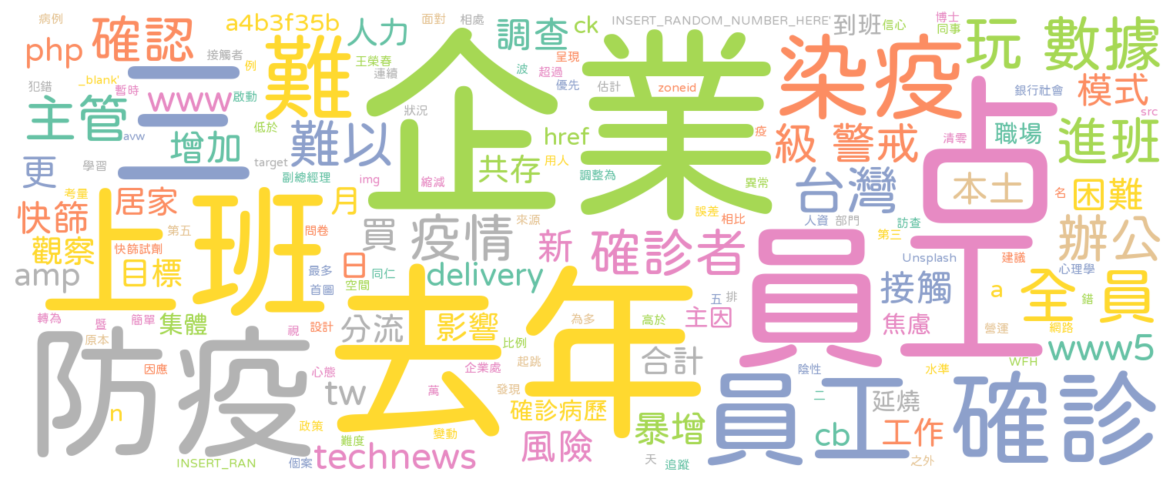 php
確認
a4b3f35b
人力
面對
相處
調查
ck
INSERT_RANDOM_NUMBER_HERE'
到班
信心
博士
同事
病例
接觸者
難
王榮春
連續
企業
波
呈現
超過
優先
估計
zoneid
染疫
玩
數據
犯錯
_blank'
暫時
例
啟動
三
www
狀況
占
銀行社會
模式
src
主管
avw
增加
低於
難以
href
疫
級
警戒
清零
職場
進班
更
學習
target
副總經理
img
縮減
共存
用人
調整為
異常
台灣
本土
名
困難
快篩
考量
居家
上班
月
問卷
買
疫情
來源
誤差
相比
人資
部門
訪查
第三
建議
辦公
觀察
快篩試劑
第五
amp
目標
最多
首圖
日
同仁
空間
delivery
新
確診者
員工
Unsplash
心理學
接觸
a
錯
全
員
轉為
暨
簡單
集體
視
設計
分流
去年
影響
比例
為多
高於
五
排
主因
焦慮
營運
網路
www5
防疫
原本
因應
心態
tw
萬
企業處
起跳
發現
合計
陰性
二
水準
WFH
延燒
n
政策
難度
變動
確診病歷
暴增
員工
cb
工作
確診
INSERT_RAN
個案
technews
風險
天
追蹤
之外